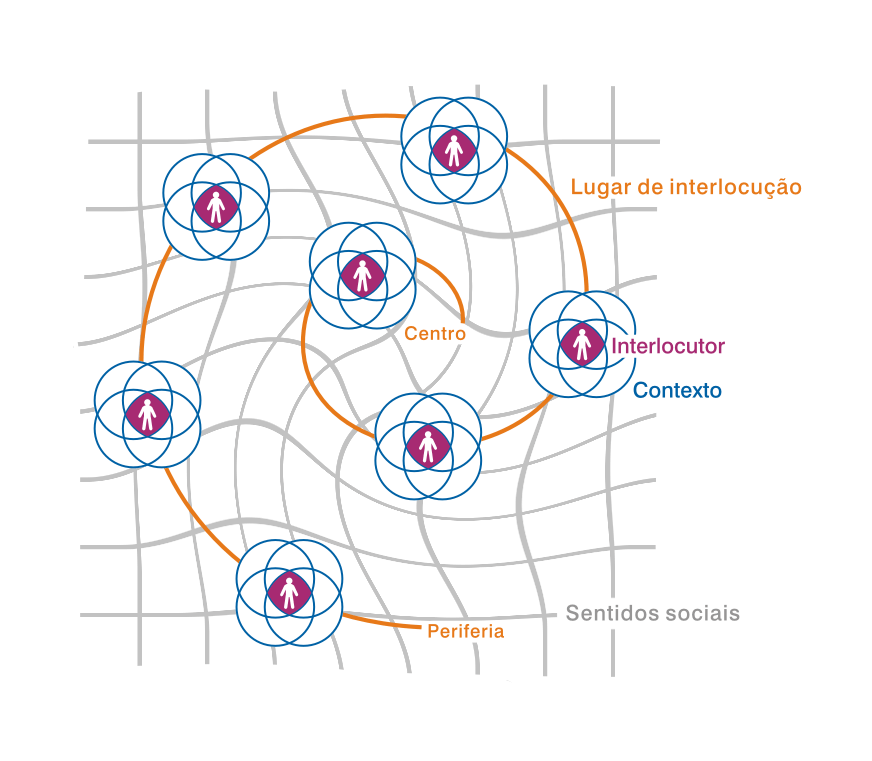 Lugar de interlocução
Centro
Interlocutor
Contexto
Sentidos sociais
Periferia